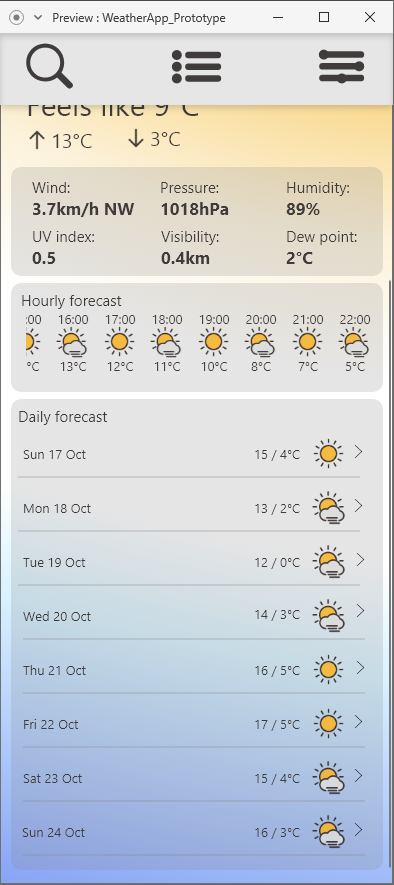 Preview : WeatherApp_Prototype
Feels like 9°C
13°C 3°C
Wind: Pressure: Humidity:
3.7km/h NW 1018hPa 89%
UV index: Visibility: Dew point:
0.5 0.4km 2°C
Hourly forecast
:00 16:00 17:00 18:00 19:00 20:00 21:00 22:00
°C 13°C 12°C 11°C 10°C 8°C 7°C 5°C
Daily forecast
Sun 17 Oct 15 / 4°C
Mon 18 Oct 13 / 2°C
Tue 19 Oct 12 / 0°C
Wed 20 Oct 14 / 3°C
Thu 21 Oct 16 / 5°C
Fri 22 Oct 17 / 5°C
Sat 23 Oct 15 / 4°C
Sun 24 Oct 16 / 3°C